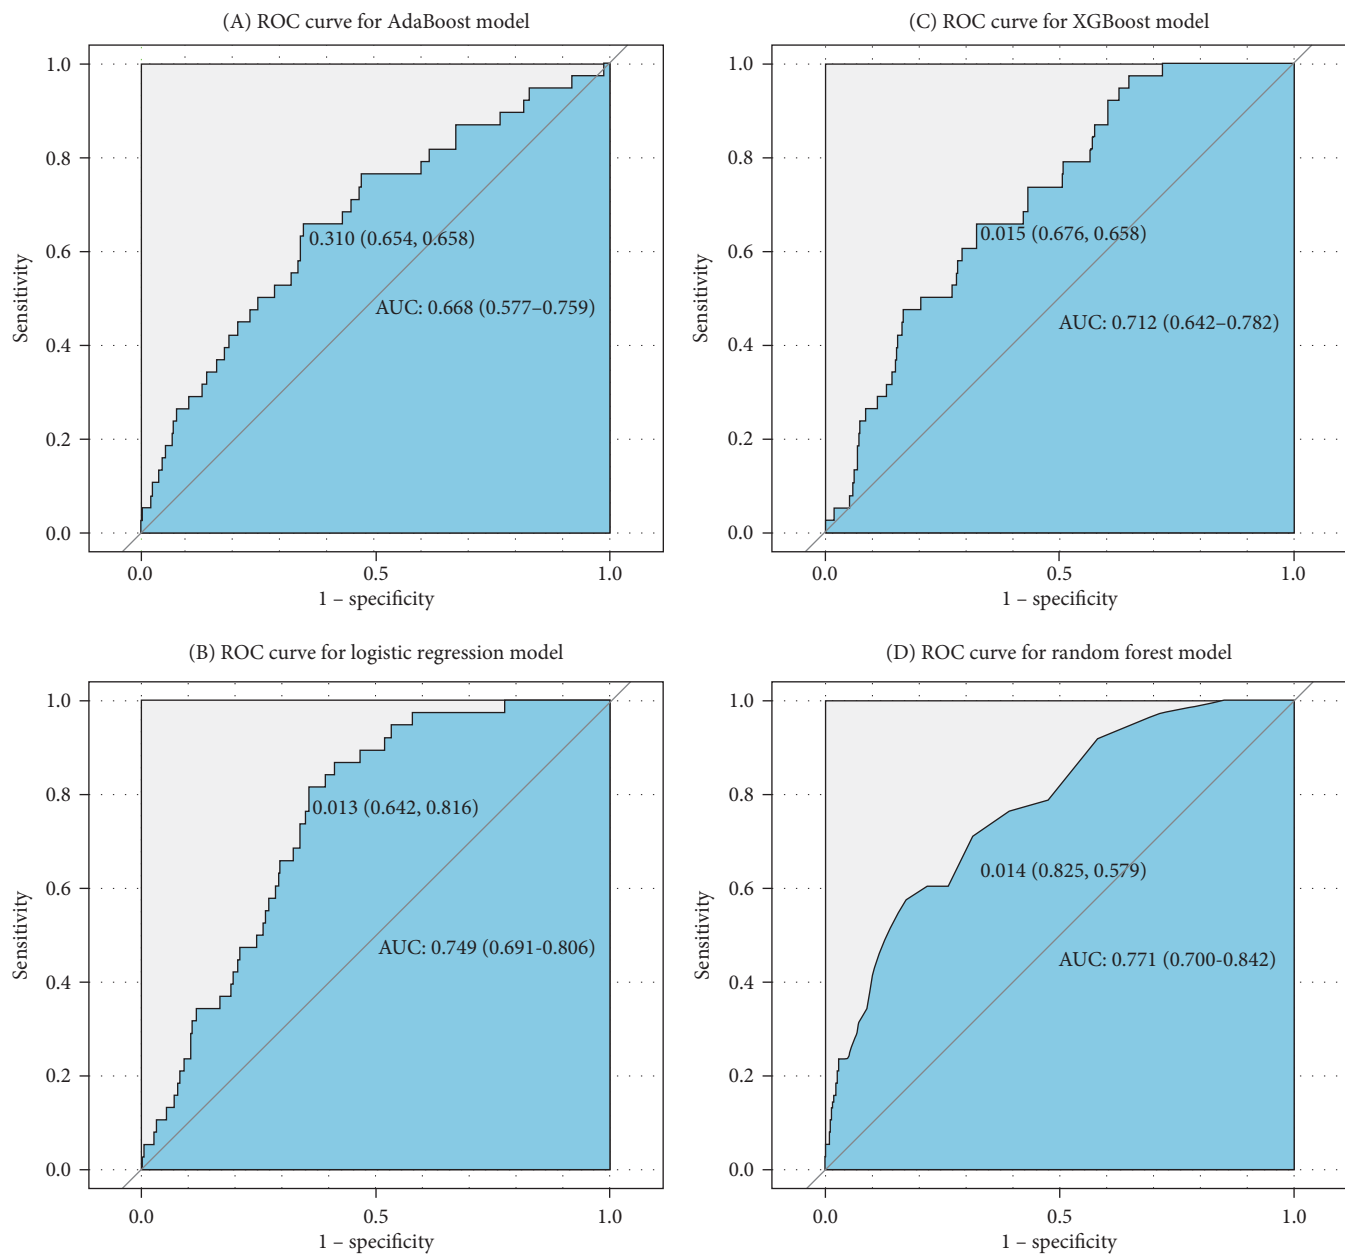 (A) ROC curve for AdaBoost model
1.0
0.8
0.6
0.4
0.2
0.0
Sensitivity
0.310 (0.654, 0.658)
AUC: 0.668 (0.577–0.759)
0.0
0.5
1.0
1 – specificity
(C) ROC curve for XGBoost model
1.0
0.8
0.6
0.4
0.2
0.0
Sensitivity
0.015 (0.676, 0.658)
AUC: 0.712 (0.642–0.782)
0.0
0.5
1.0
1 – specificity
(B) ROC curve for logistic regression model
1.0
0.8
0.6
0.4
0.2
0.0
Sensitivity
0.013 (0.642, 0.816)
AUC: 0.749 (0.691-0.806)
0.0
0.5
1.0
1 – specificity
(D) ROC curve for random forest model
1.0
0.8
0.6
0.4
0.2
0.0
Sensitivity
0.014 (0.825, 0.579)
AUC: 0.771 (0.700-0.842)
0.0
0.5
1.0
1 – specificity